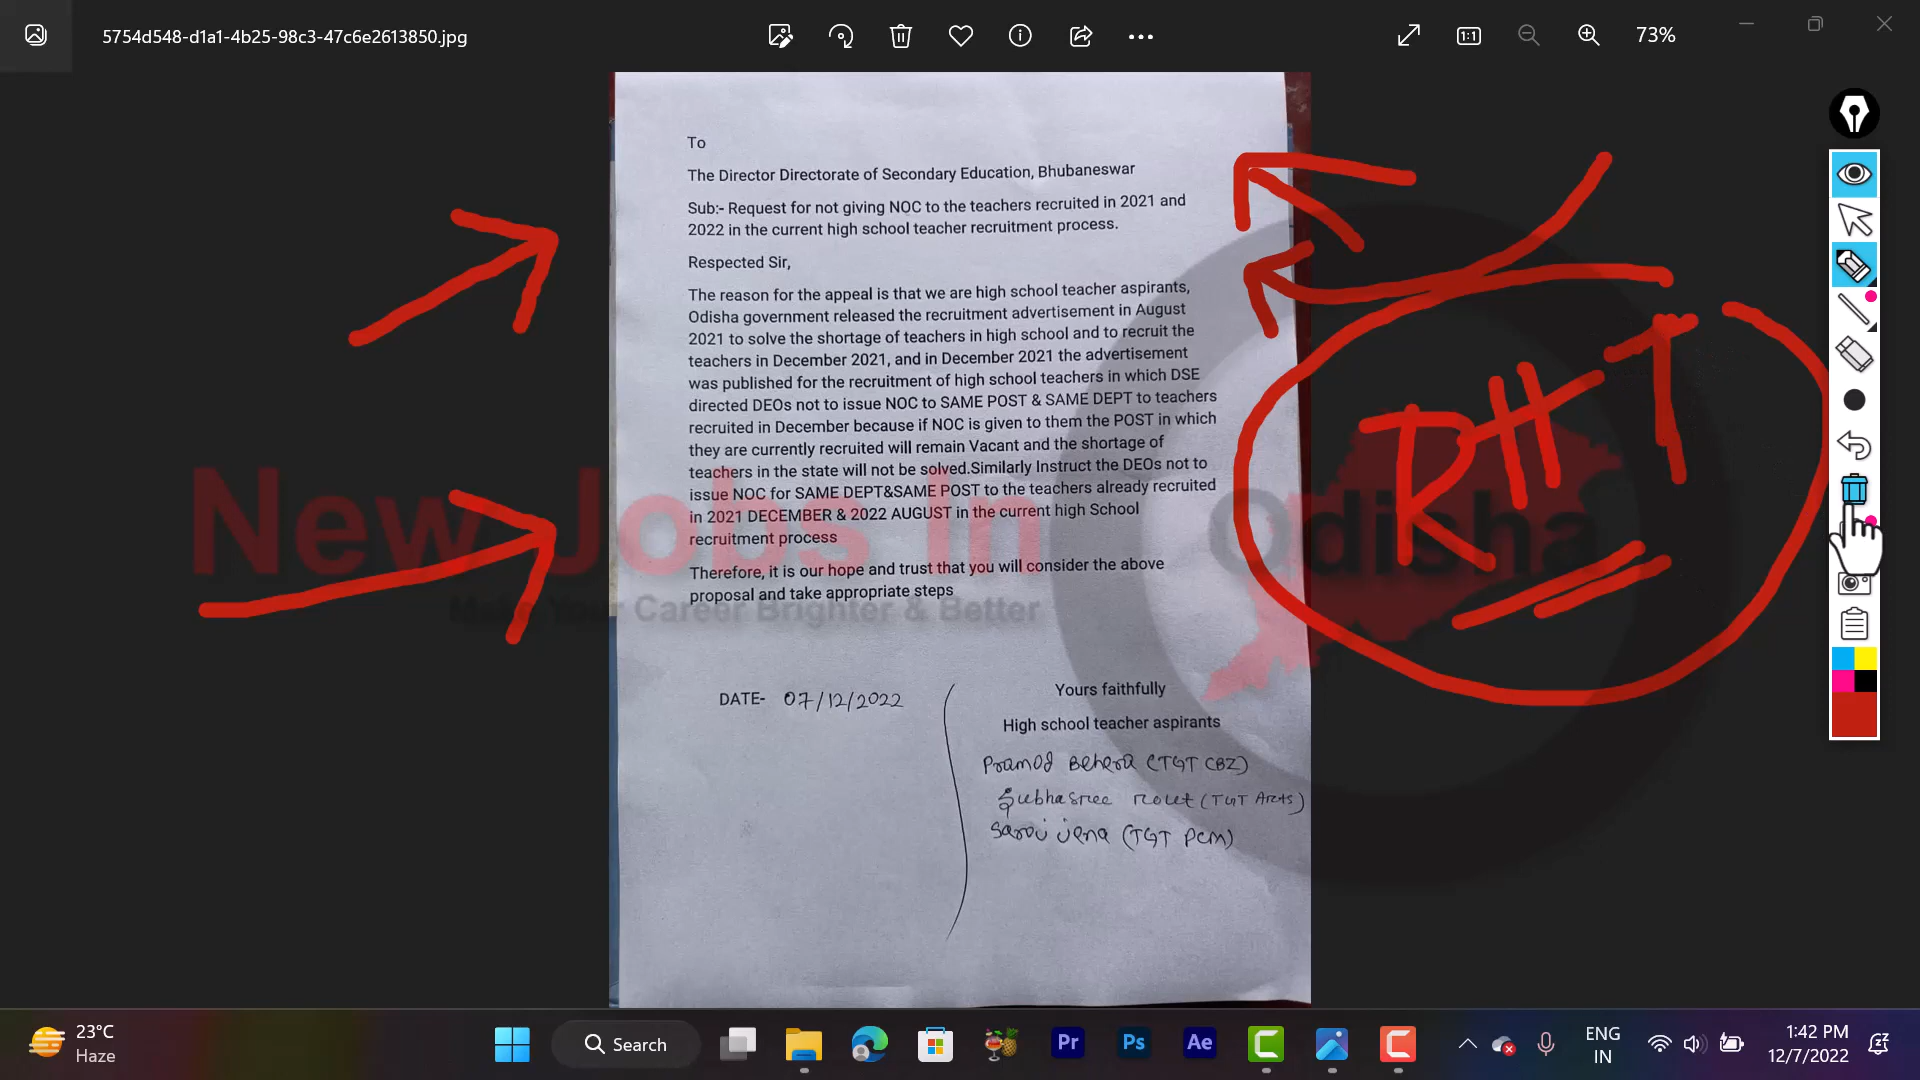 5754d548-d1a1-4b25-98c3-47c6e2613850.jpg
73%
To
The Director Directorate of Secondary Education, Bhubaneswar
Sub:- Request for not giving NOC to the teachers recruited in 2021 and
2022 in the current high school teacher recruitment process.
Respected Sir,
The reason for the appeal is that we are high school teacher aspirants,
Odisha government released the recruitment advertisement in August
2021 to solve the shortage of teachers in high school and to recruit the
teachers in December 2021, and in December 2021 the advertisement
was published for the recruitment of high school teachers in which DSE
directed DEOs not to issue NOC to SAME POST & SAME DEPT to teachers
recruited in December because if NOC is given to them the POST in which
they are currently recruited will remain Vacant and the shortage of
teachers in the state will not be solved.Similarly Instruct the DEOs not to
issue NOC for SAME DEPT&SAME POST to the teachers already recruited
in 2021 DECEMBER & 2022 AUGUST in the current high School
recruitment process
Therefore, it is our hope and trust that you will consider the above
proposal and take appropriate steps
DATE- 07/12/2022
Yours faithfully
High school teacher aspirants
Pramod Behera (TGT CBZ)
Subhasree Rout (TGT Arts)
Saroj Jena (TGT PCM)
RHT
New Jobs In Odisha
Make Your Career Brighter & Better
23°C
Haze
Search
Pr
Ps
Ae
ENG
IN
1:42 PM
12/7/2022